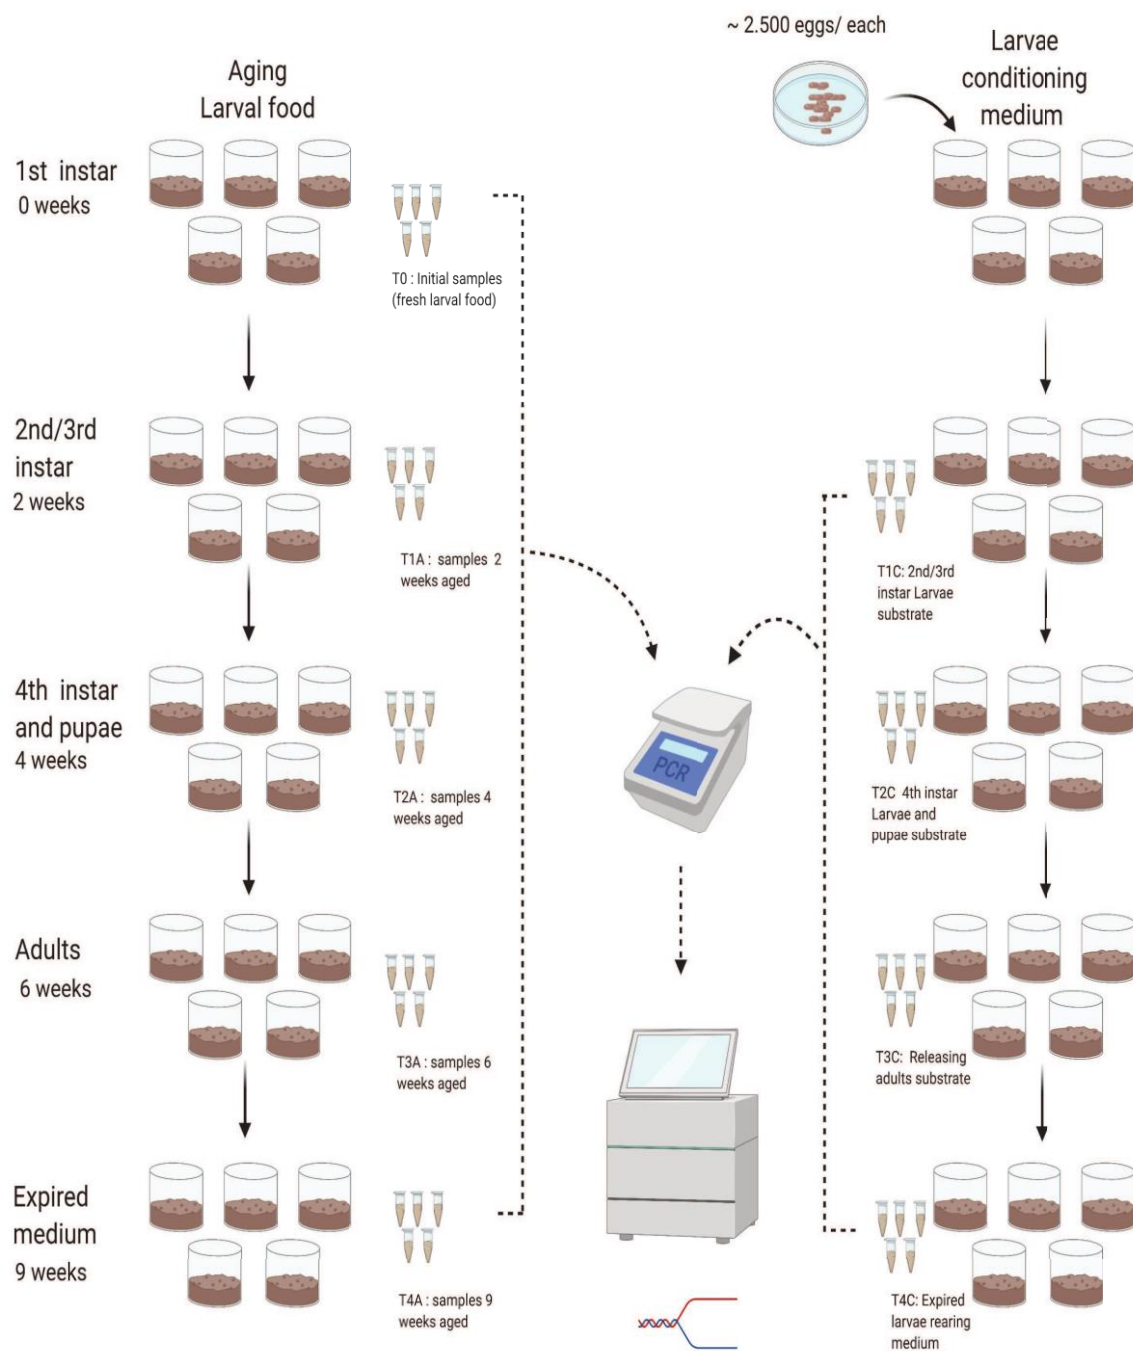 ~ 2.500 eggs/ each
Larvae
conditioning
medium
Aging
Larval food
1st instar
0 weeks
T0 : Initial samples
(fresh larval food)
2nd/3rd
instar
2 weeks
T1A : samples 2
weeks aged
T1C: 2nd/3rd
instar Larvae
substrate
4th instar
and pupae
4 weeks
T2A : samples 4
weeks aged
PCR
T2C 4th instar
Larvae and
pupae substrate
Adults
6 weeks
T3A : samples 6
weeks aged
T3C: Releasing
adults substrate
Expired
medium
9 weeks
T4A : samples 9
weeks aged
T4C: Expired
larvae rearing
medium